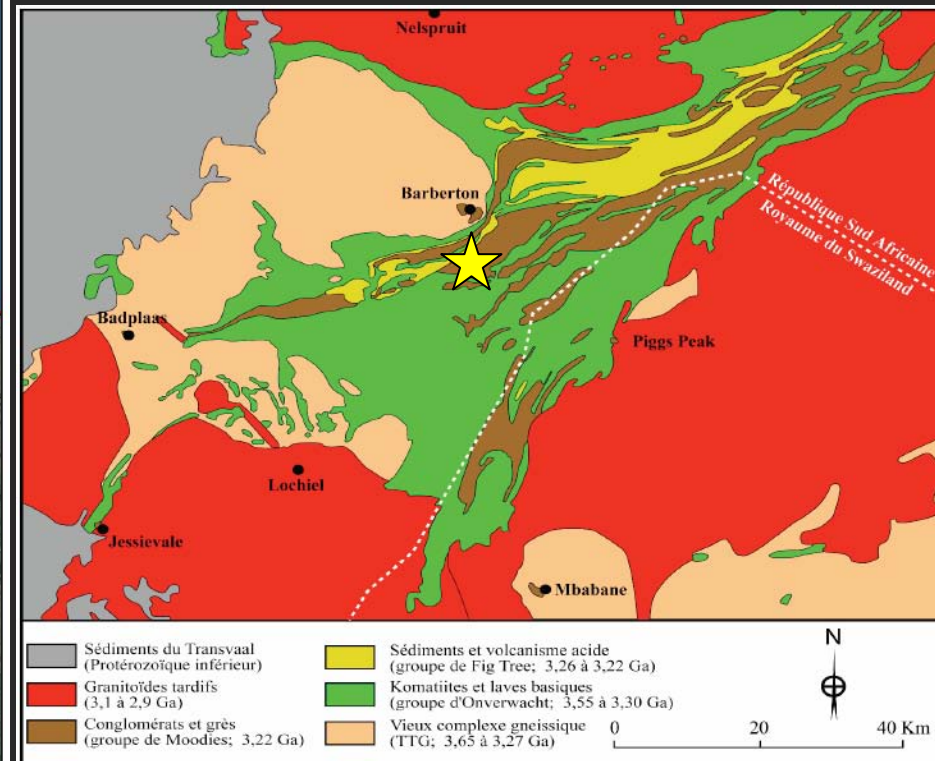 Nelspruit
Barberton
République Sud Africaine
Royaume du Swaziland
Badplaas
Piggs Peak
Lochiel
Jessievale
Mbabane
Sédiments du Transvaal
(Protérozoïque inférieur)
Granitoïdes tardifs
(3,1 à 2,9 Ga)
Conglomérats et grès
(groupe de Moodies; 3,22 Ga)
Sédiments et volcanisme acide
(groupe de Fig Tree; 3,26 à 3,22 Ga)
Komatiites et laves basiques
(groupe d'Onverwacht; 3,55 à 3,30 Ga)
Vieux complexe gneissique
(TTG; 3,65 à 3,27 Ga)
N
0 20 40 Km